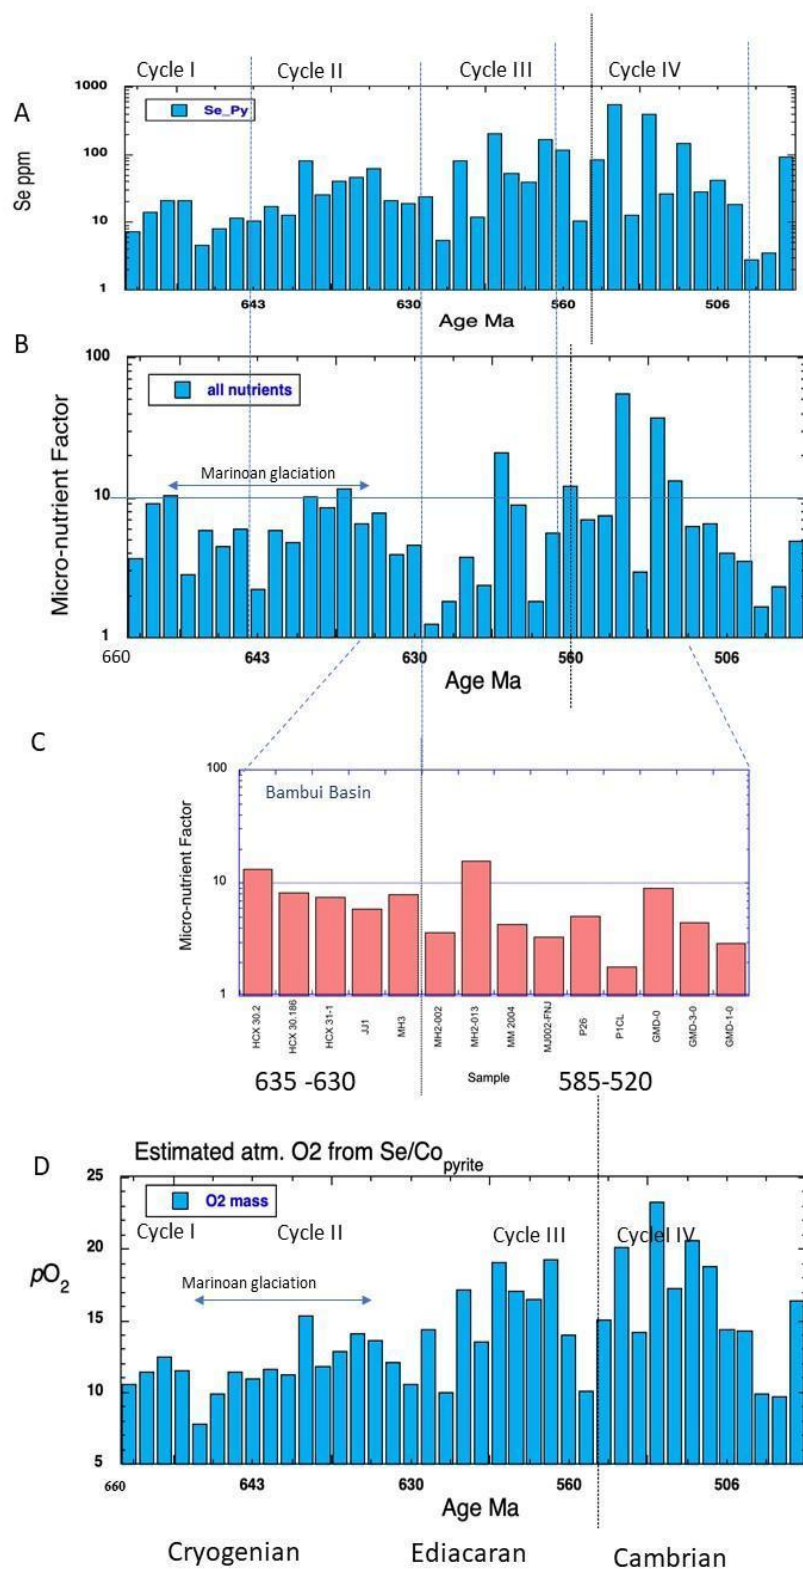 Cycle I Cycle II Cycle III Cycle IV
A
1000
Se_Py
100
Se ppm
10
1
643 630 560 506
Age Ma
B
100
all nutrients
Micro-nutrient Factor
Marinoan glaciation
10
1
660 643 630 560 506
Age Ma
C
100
Bambui Basin
Micro-nutrient Factor
10
1
HCX 30.2
HCX 30.186
HCX 31-1
JJ1
MH3
MH2-002
MH2-013
MM 2004
MJ002-FNJ
P26
P1CL
GMD-0
GMD-3-0
GMD-1-0
635 -630 Sample 585-520
D
Estimated atm. O2 from Se/Co pyrite
25
O2 mass
Cycle I Cycle II Cycle III CycleI IV
20
pO2
Marinoan glaciation
15
10
5
660 643 630 560 506
Age Ma
Cryogenian Ediacaran Cambrian